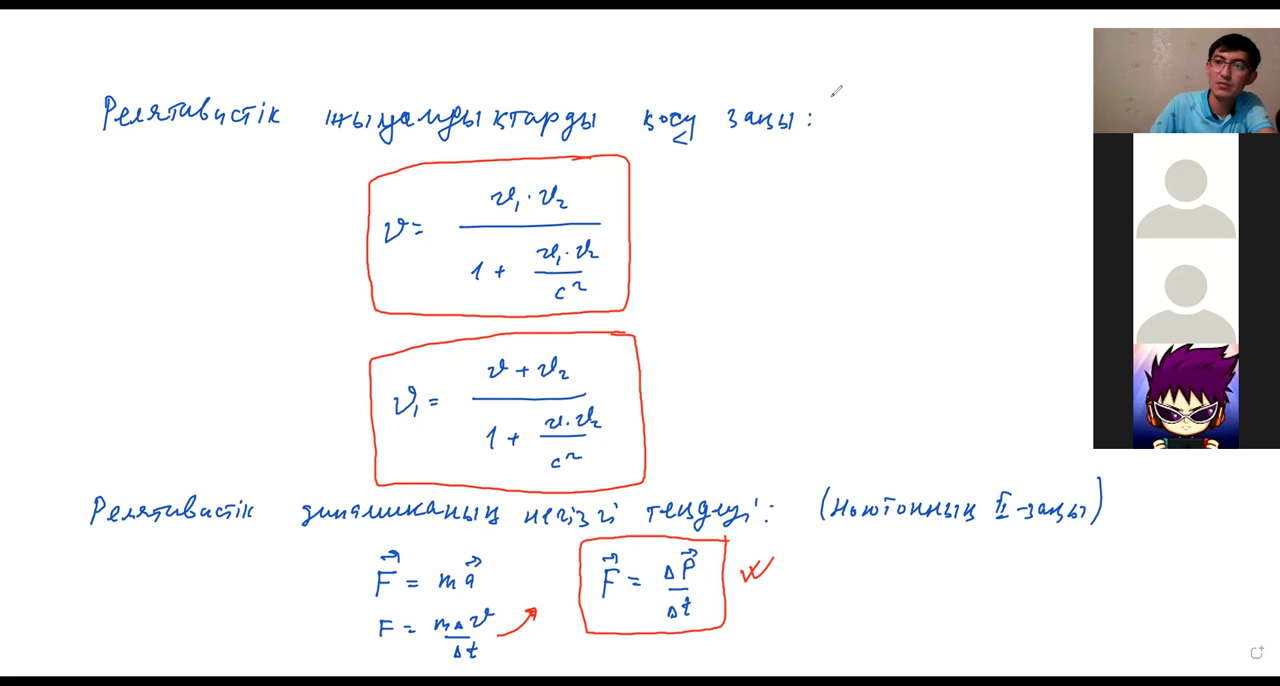 Релятивистік жылдамдықтарды қосу заңы:
v = (v₁ · v₂) / (1 + (v₁ · v₂) / c²)
v₁ = (v + v₂) / (1 + (v · v₂) / c²)
Релятивистік динамиканың негізгі теңдеуі: (Ньютонның II-заңы)
F⃗ = m a⃗
F⃗ = ΔP⃗ / Δt
F = mΔv / Δt